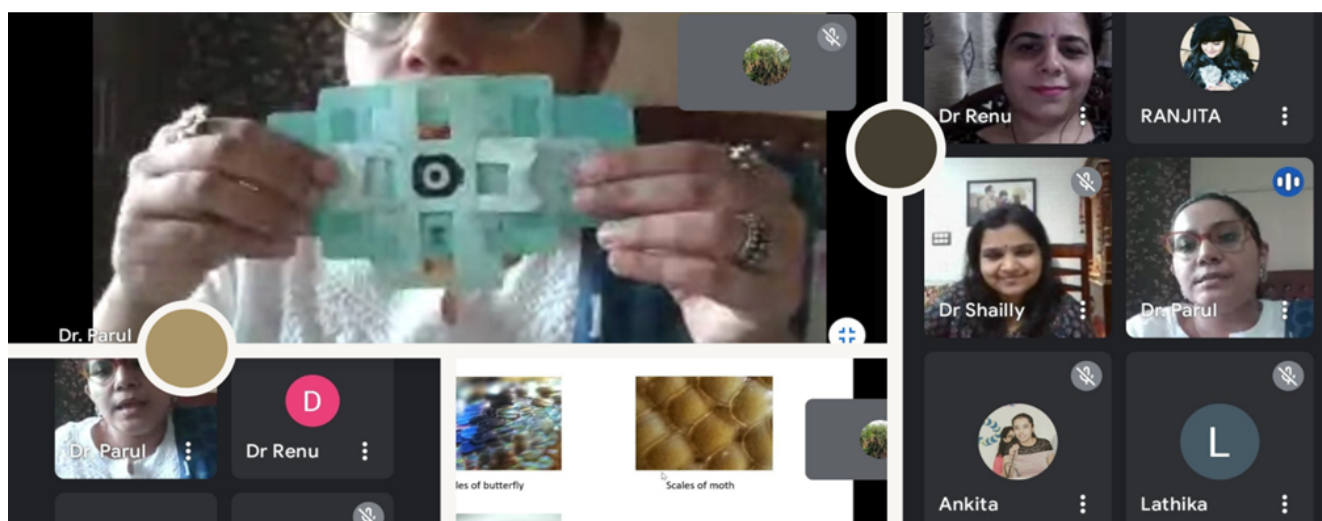 Dr. Parul
Dr Renu
RANJITA
Dr Shailly
Dr. Parul
Ankita
L
Lathika
Dr. Parul
D
Dr Renu
les of butterfly
Scales of moth